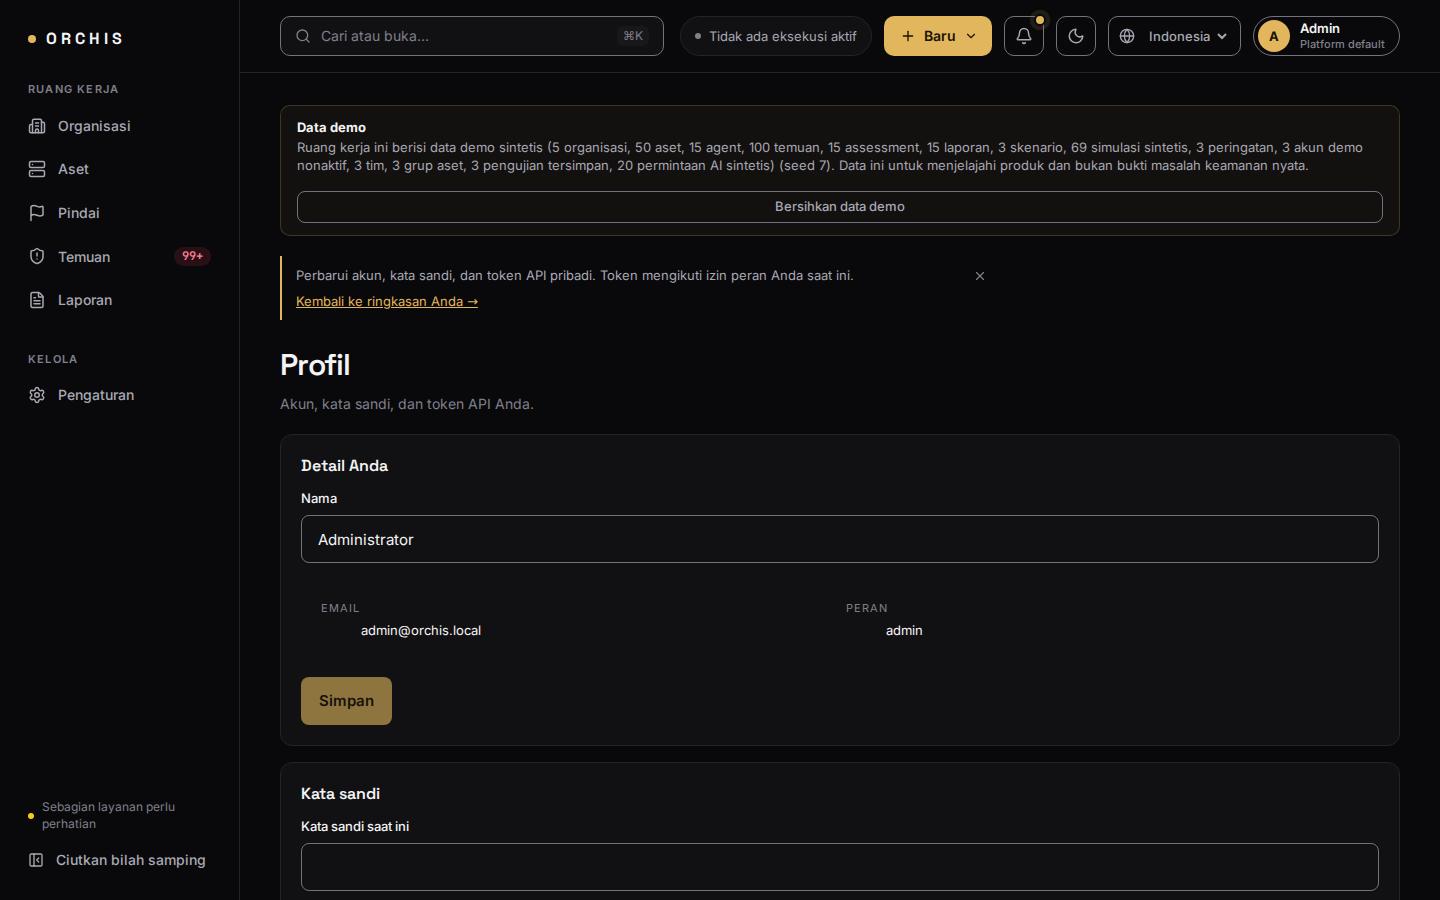 ORCHIS
RUANG KERJA
Organisasi
Aset
Pindai
Temuan
99+
Laporan
KELOLA
Pengaturan
Sebagian layanan perlu
perhatian
Ciutkan bilah samping
Cari atau buka...
⌘K
Tidak ada eksekusi aktif
Baru
Indonesia
A
Admin
Platform default
Data demo
Ruang kerja ini berisi data demo sintetis (5 organisasi, 50 aset, 15 agent, 100 temuan, 15 assessment, 15 laporan, 3 skenario, 69 simulasi sintetis, 3 peringatan, 3 akun demo
nonaktif, 3 tim, 3 grup aset, 3 pengujian tersimpan, 20 permintaan AI sintetis) (seed 7). Data ini untuk menjelajahi produk dan bukan bukti masalah keamanan nyata.
Bersihkan data demo
Perbarui akun, kata sandi, dan token API pribadi. Token mengikuti izin peran Anda saat ini.
Kembali ke ringkasan Anda →
Profil
Akun, kata sandi, dan token API Anda.
Detail Anda
Nama
Administrator
EMAIL
admin@orchis.local
PERAN
admin
Simpan
Kata sandi
Kata sandi saat ini